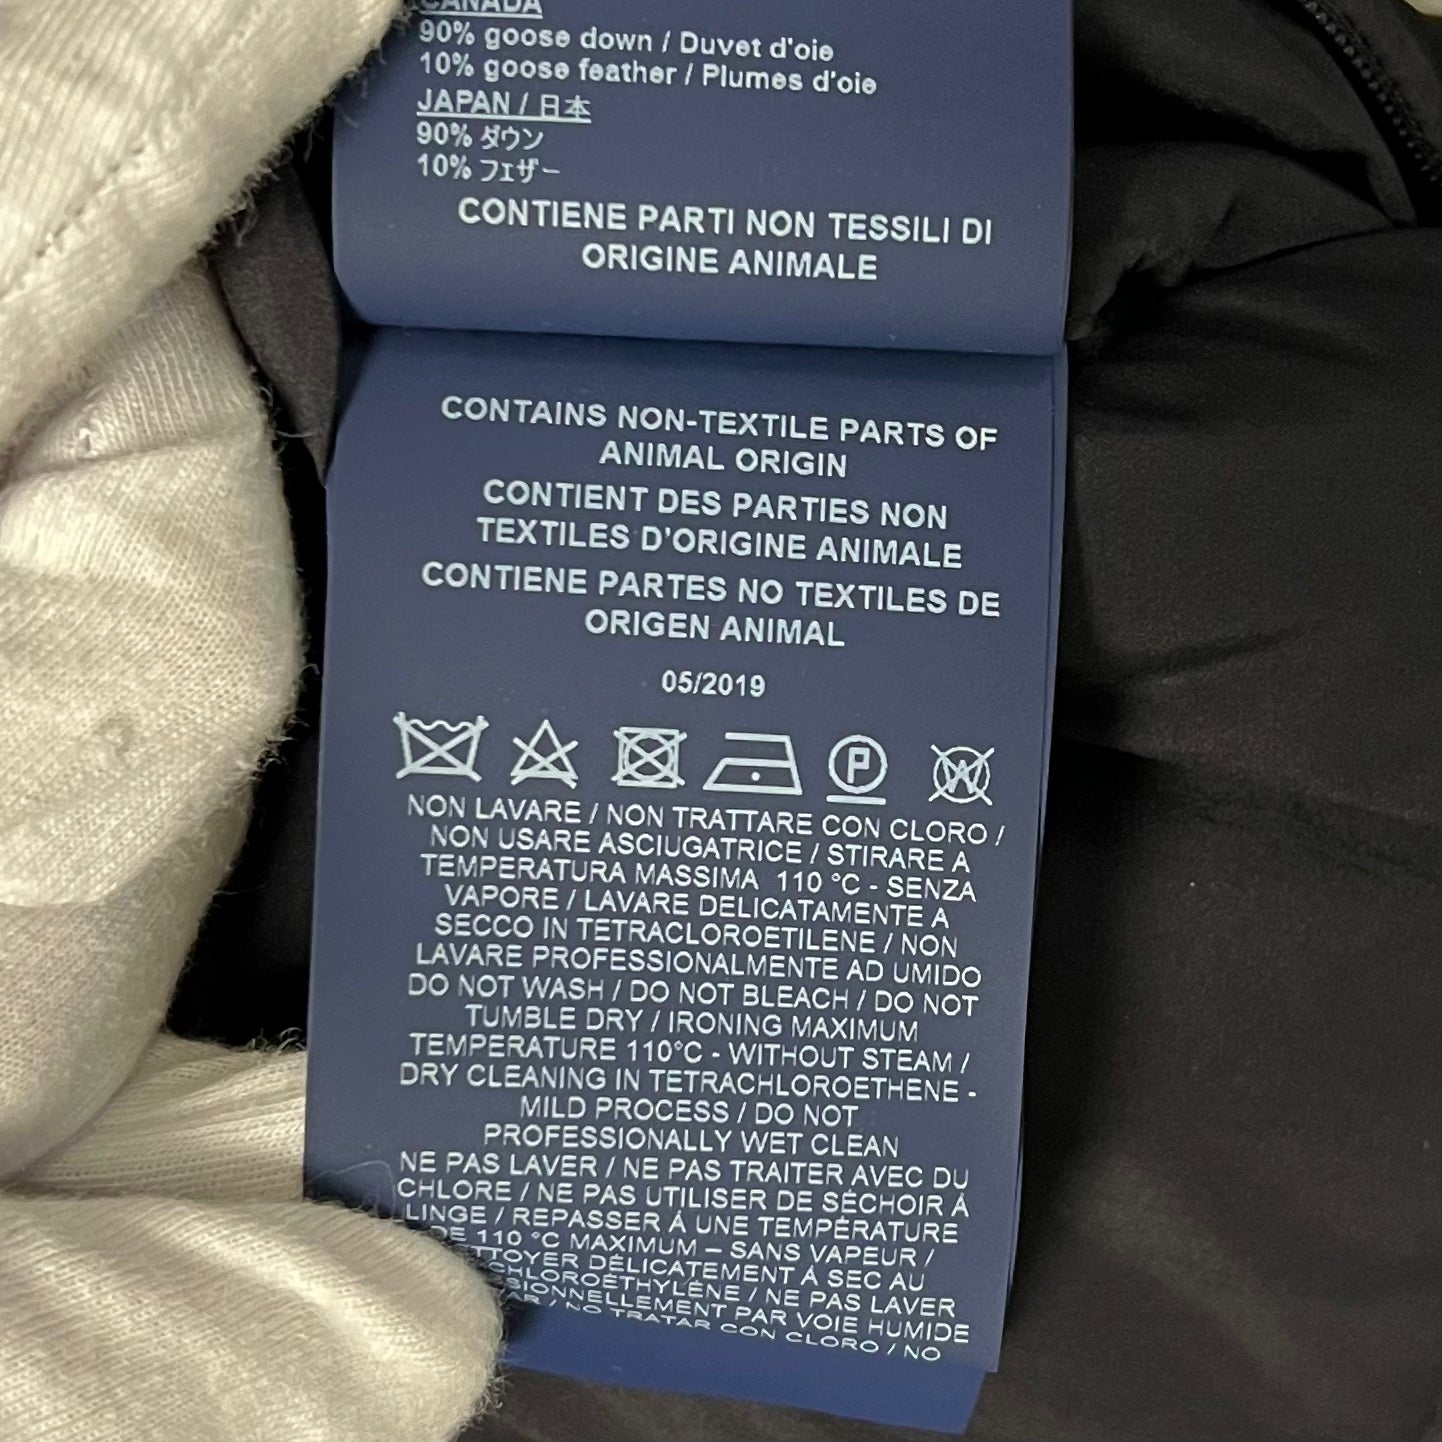 CANADA
90% goose down / Duvet d'oie
10% goose feather / Plumes d'oie
JAPAN / 日本
90% ダウン
10% フェザー
CONTIENE PARTI NON TESSILI DI
ORIGINE ANIMALE
CONTAINS NON-TEXTILE PARTS OF
ANIMAL ORIGIN
CONTIENT DES PARTIES NON
TEXTILES D'ORIGINE ANIMALE
CONTIENE PARTES NO TEXTILES DE
ORIGEN ANIMAL
05/2019
P W
NON LAVARE / NON TRATTARE CON CLORO /
NON USARE ASCIUGATRICE / STIRARE A
TEMPERATURA MASSIMA 110 °C - SENZA
VAPORE / LAVARE DELICATAMENTE A
SECCO IN TETRACLOROETILENE / NON
LAVARE PROFESSIONALMENTE AD UMIDO
DO NOT WASH / DO NOT BLEACH / DO NOT
TUMBLE DRY / IRONING MAXIMUM
TEMPERATURE 110°C - WITHOUT STEAM /
DRY CLEANING IN TETRACHLOROETHENE -
MILD PROCESS / DO NOT
PROFESSIONALLY WET CLEAN
NE PAS LAVER / NE PAS TRAITER AVEC DU
CHLORE / NE PAS UTILISER DE SÉCHOIR À
LINGE / REPASSER À UNE TEMPÉRATURE
DE 110 °C MAXIMUM – SANS VAPEUR /
DÉLICATEMENT À SEC AU
/ NE PAS LAVER
PAR VOIE HUMIDE
/ NO TRATAR CON CLORO / NO